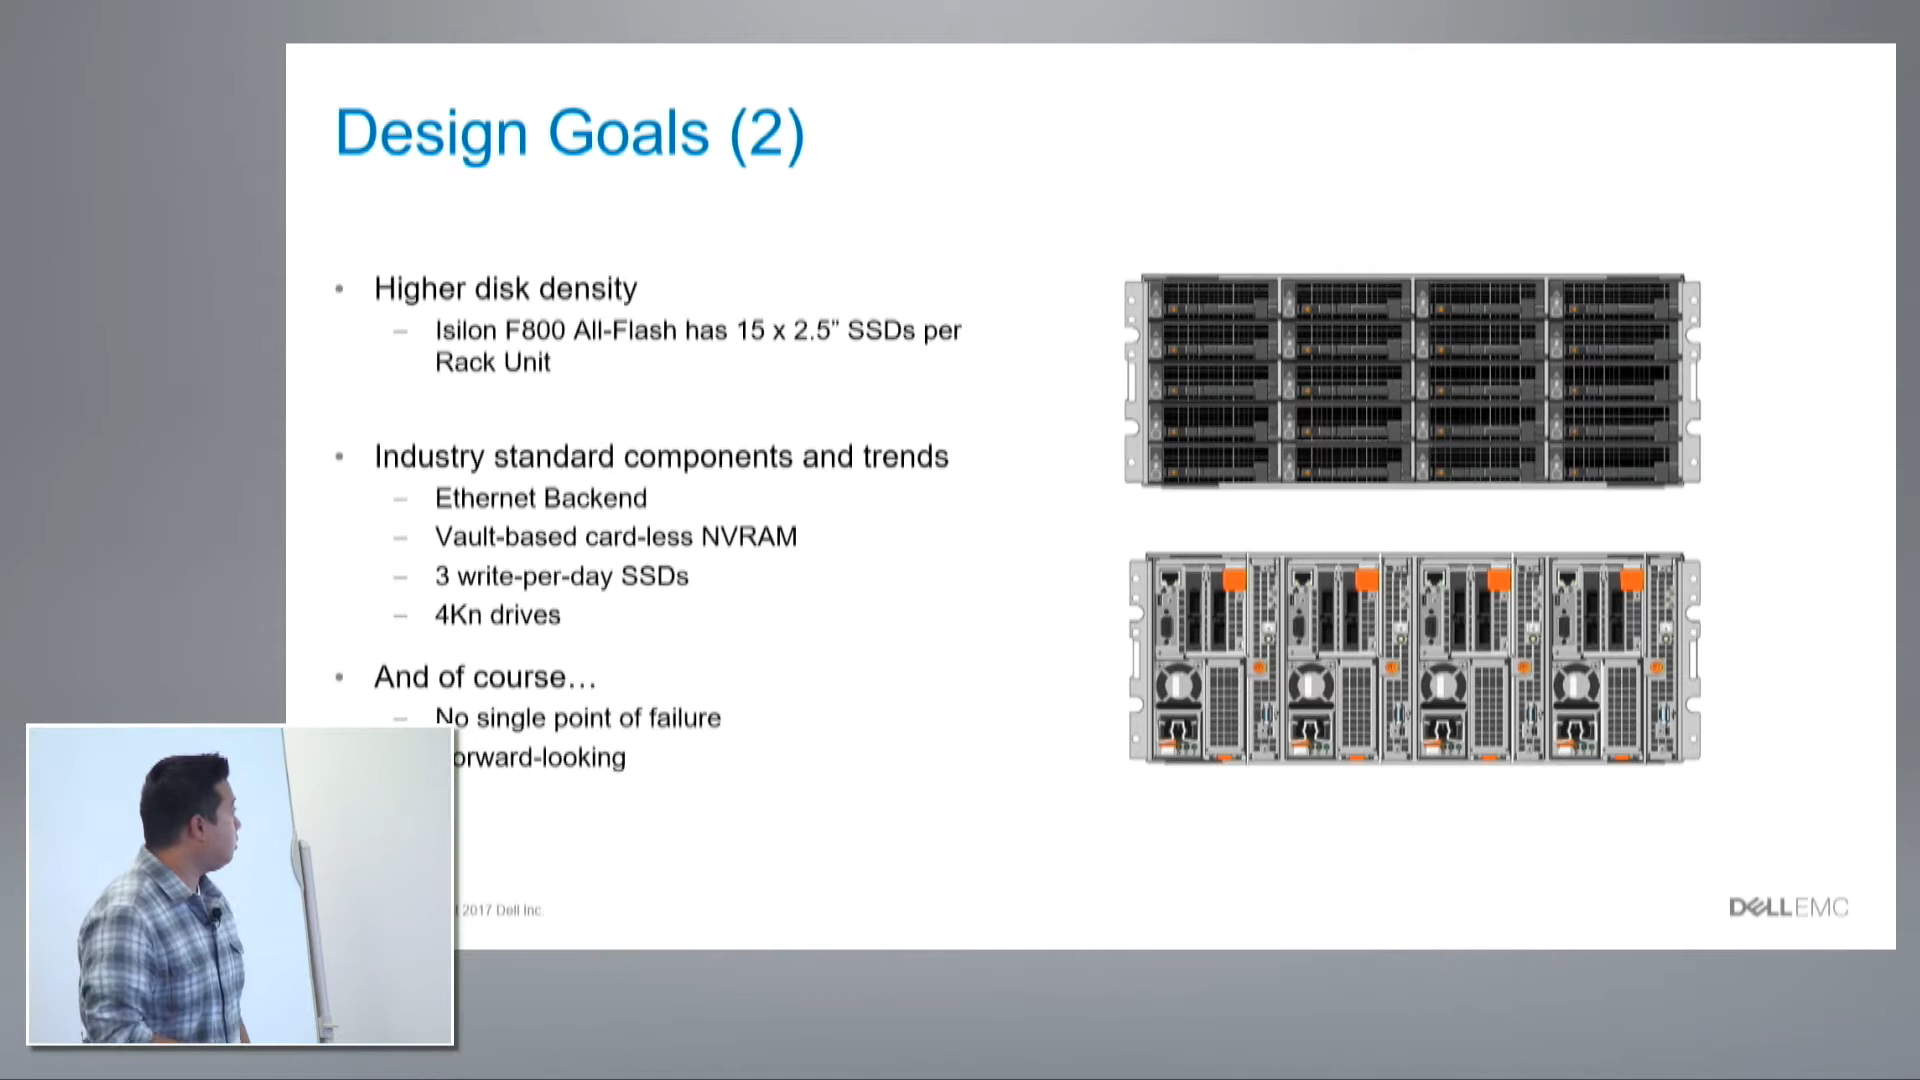 Design Goals (2)
• Higher disk density
– Isilon F800 All-Flash has 15 x 2.5” SSDs per
Rack Unit
• Industry standard components and trends
– Ethernet Backend
– Vault-based card-less NVRAM
– 3 write-per-day SSDs
– 4Kn drives
• And of course…
– No single point of failure
orward-looking
2017 Dell Inc.
DELLEMC